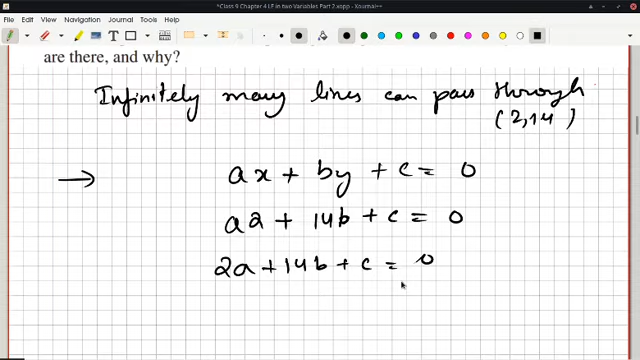 *Class 9 Chapter 4 LE in two Variables Part 2.xopp - Xournal++
File Edit View Navigation Journal Tools Plugin Help
are there, and why?
Infinitely many lines can pass through
(2,14)
→ ax + by + c = 0
a2 + 14b + c = 0
2a + 14b + c = 0